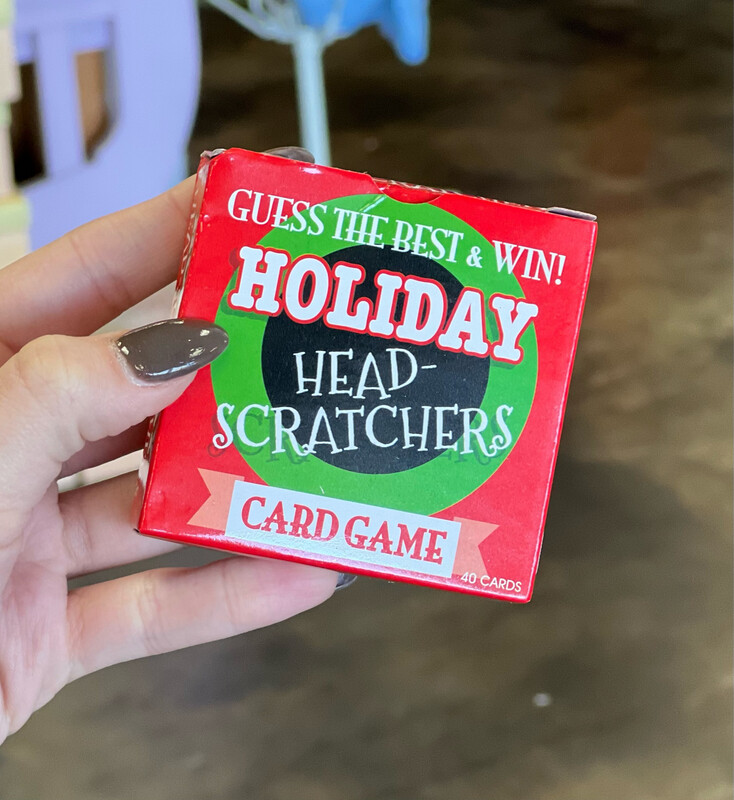 GUESS THE BEST & WIN!
HOLIDAY
HEAD-
SCRATCHERS
CARD GAME
40 CARDS